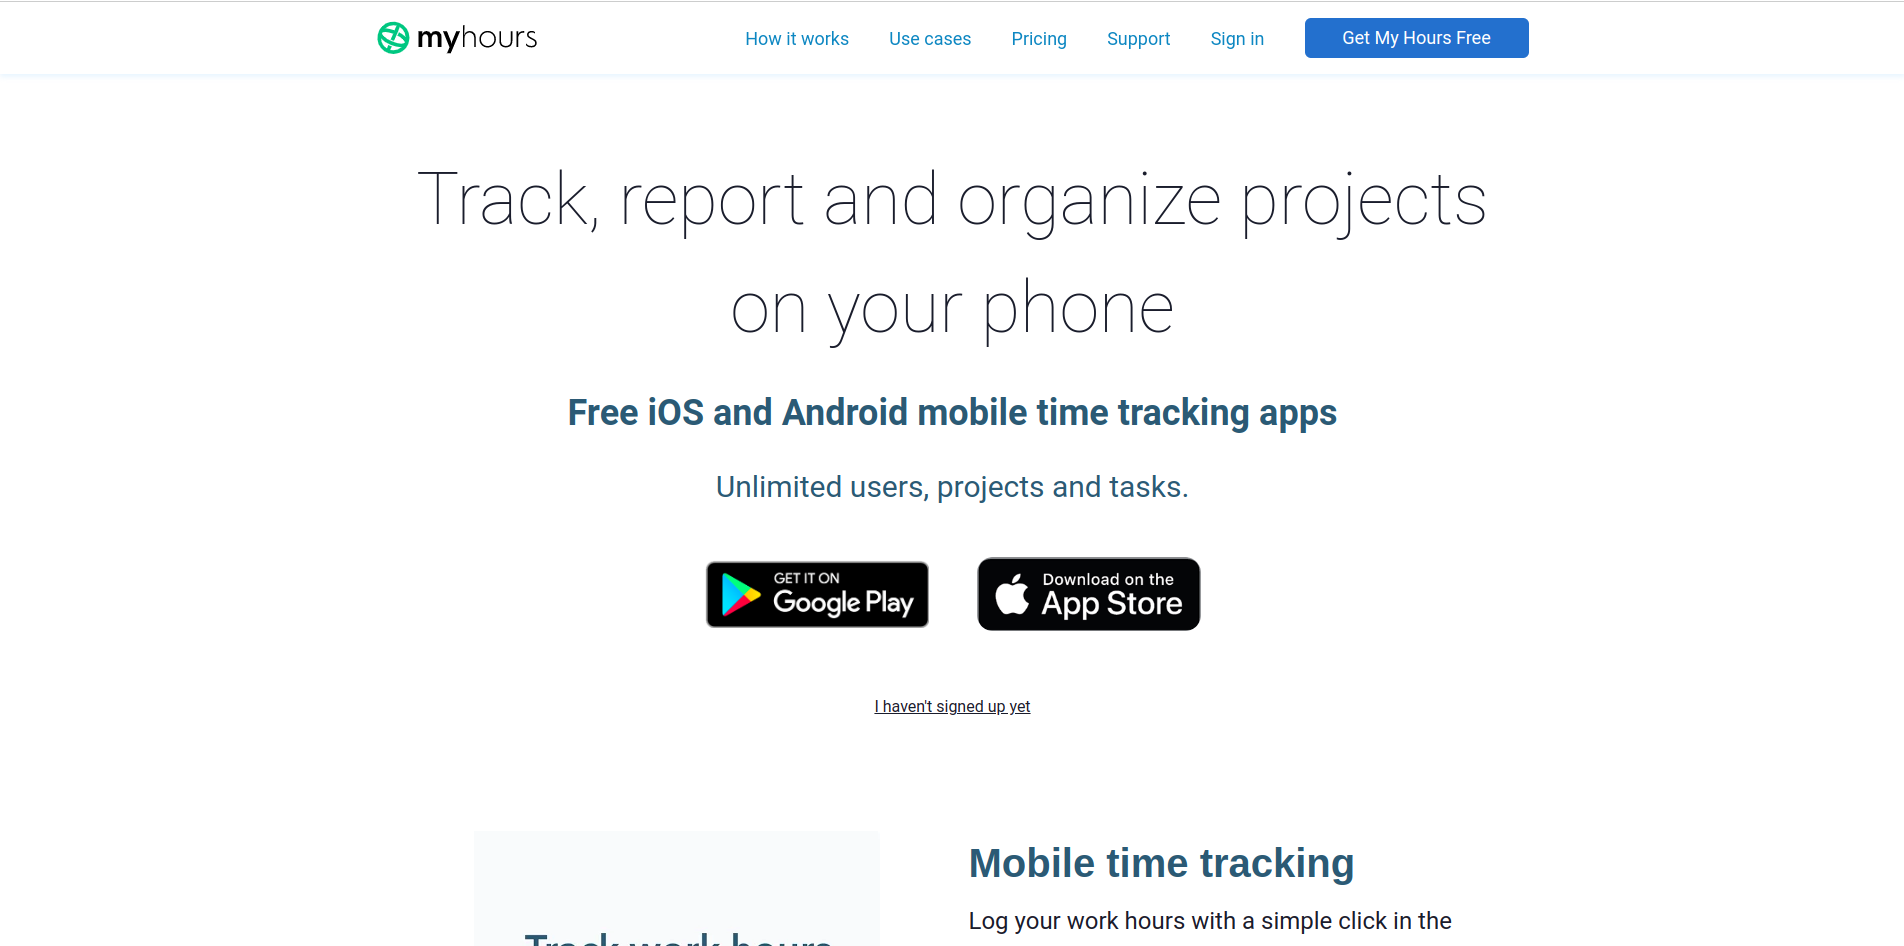 myhours
How it works
Use cases
Pricing
Support
Sign in
Get My Hours Free
Track, report and organize projects
on your phone
Free iOS and Android mobile time tracking apps
Unlimited users, projects and tasks.
GET IT ON
Google Play
Download on the
App Store
I haven't signed up yet
Mobile time tracking
Log your work hours with a simple click in the
Track work hours